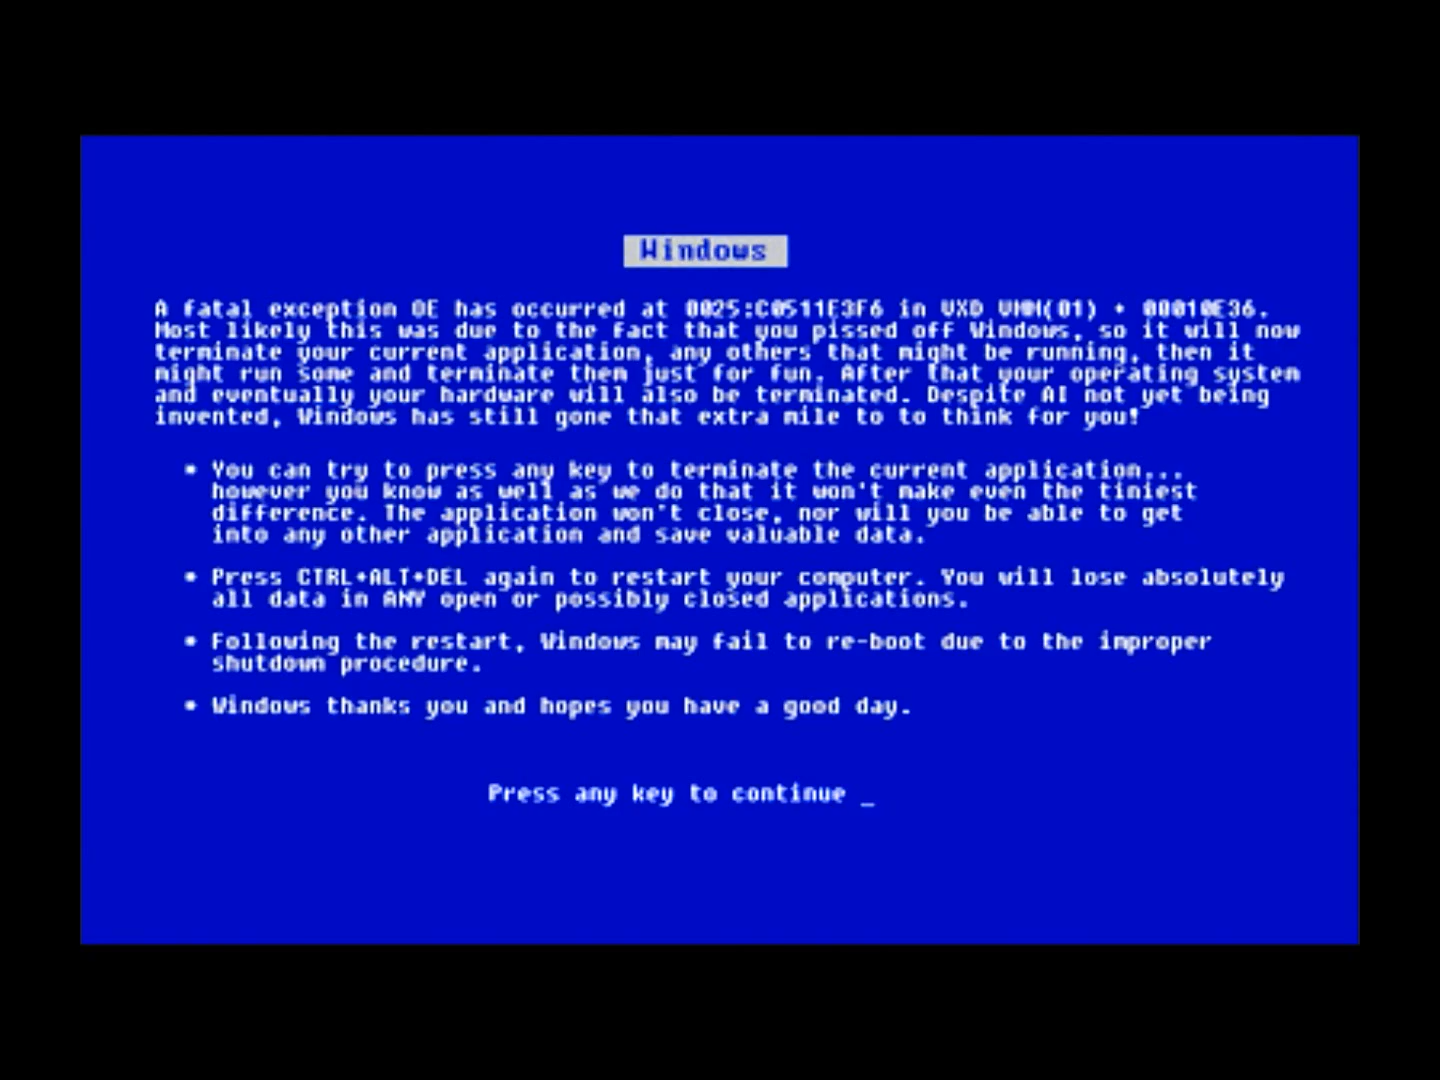 Windows
A fatal exception 0E has occurred at 0025:C0511E3F6 in VXD VMM(01) + 00010E36.
Most likely this was due to the fact that you pissed off Windows, so it will now
terminate your current application, any others that might be running, then it
might run some and terminate them just for fun. After that your operating system
and eventually your hardware will also be terminated. Despite AI not yet being
invented, Windows has still gone that extra mile to to think for you!
• You can try to press any key to terminate the current application...
however you know as well as we do that it won't make even the tiniest
difference. The application won't close, nor will you be able to get
into any other application and save valuable data.
• Press CTRL+ALT+DEL again to restart your computer. You will lose absolutely
all data in ANY open or possibly closed applications.
• Following the restart, Windows may fail to re-boot due to the improper
shutdown procedure.
• Windows thanks you and hopes you have a good day.
Press any key to continue _